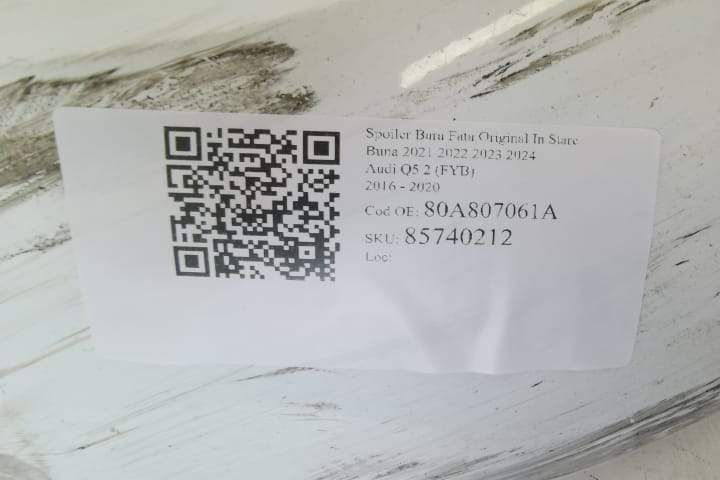 Spoiler Bara Fata Original In Stare
Buna 2021 2022 2023 2024
Audi Q5 2 (FYB)
2016 - 2020
Cod OE: 80A807061A
SKU: 85740212
Loc: